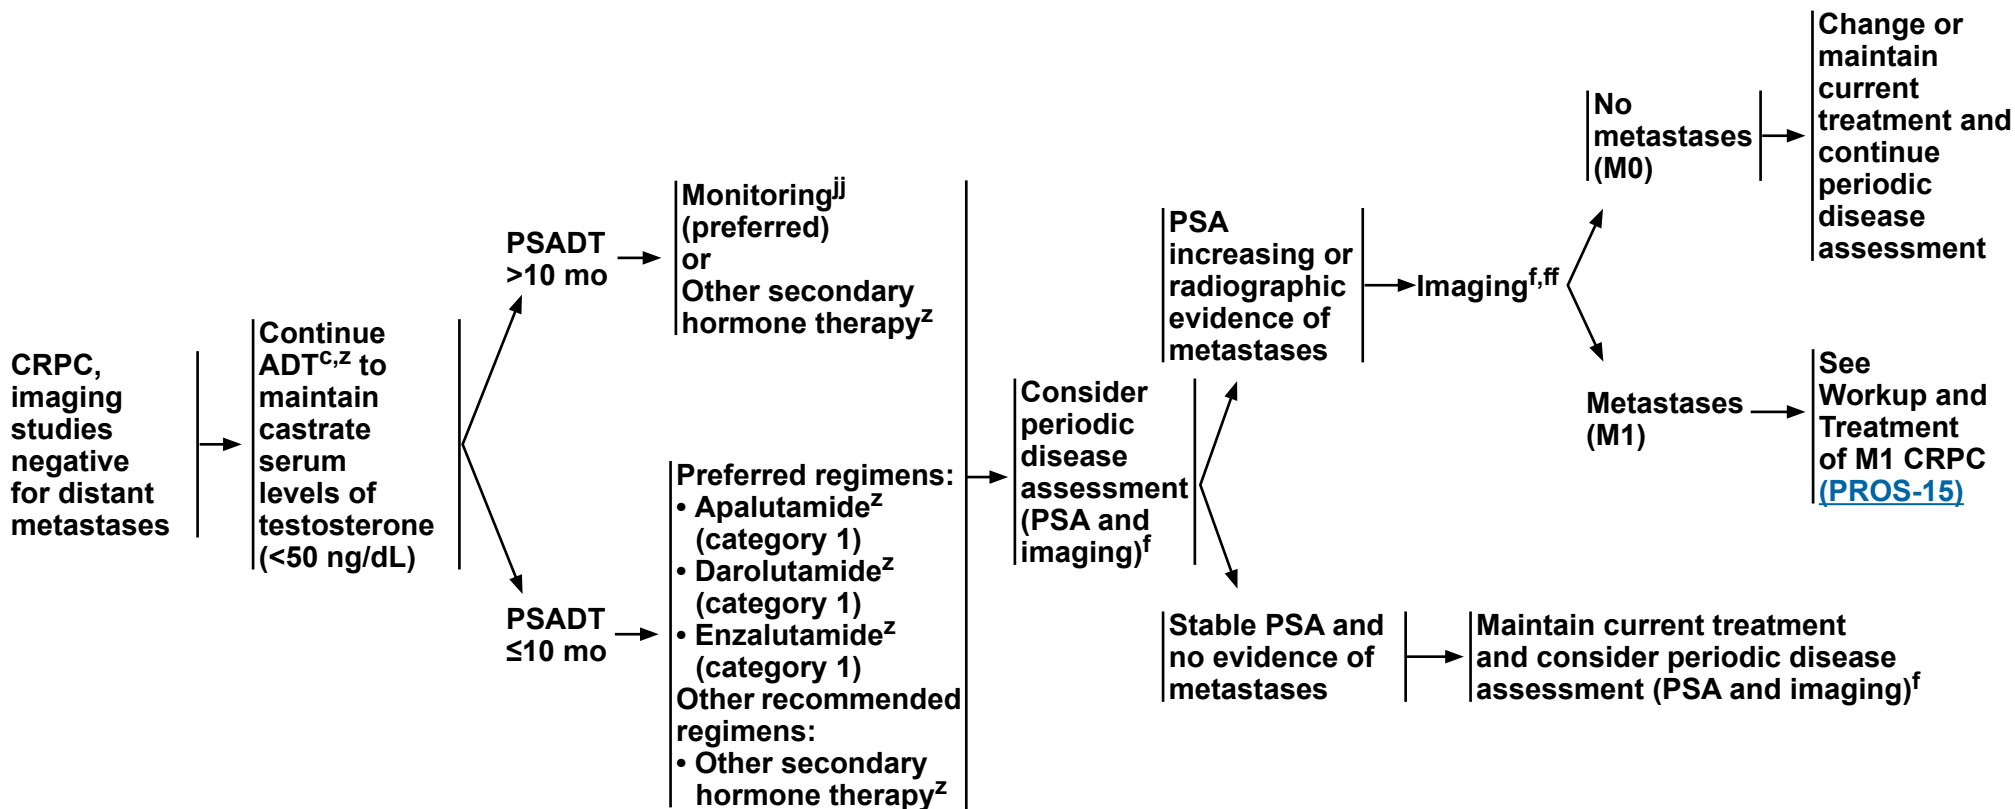 CRPC,
imaging
studies
negative
for distant
metastases
Continue
ADTc,z to
maintain
castrate
serum
levels of
testosterone
(<50 ng/dL)
PSADT
>10 mo
Monitoringjj
(preferred)
or
Other secondary
hormone therapyz
PSADT
≤10 mo
Preferred regimens:
• Apalutamidez
(category 1)
• Darolutamidez
(category 1)
• Enzalutamidez
(category 1)
Other recommended
regimens:
• Other secondary
hormone therapyz
Consider
periodic
disease
assessment
(PSA and
imaging)f
PSA
increasing or
radiographic
evidence of
metastases
Imagingf,ff
No
metastases
(M0)
Change or
maintain
current
treatment and
continue
periodic
disease
assessment
Metastases
(M1)
See
Workup and
Treatment
of M1 CRPC
(PROS-15)
Stable PSA and
no evidence of
metastases
Maintain current treatment
and consider periodic disease
assessment (PSA and imaging)f